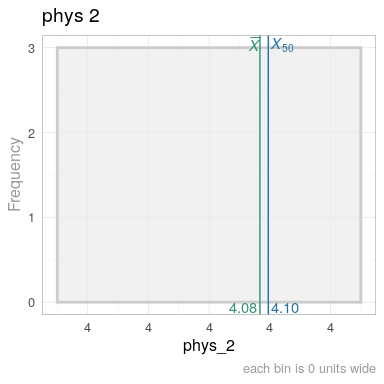 phys 2
3
X̅ X₅₀
2
1
0
4.08 4.10
4 4 4 4 4
Frequency
phys_2
each bin is 0 units wide